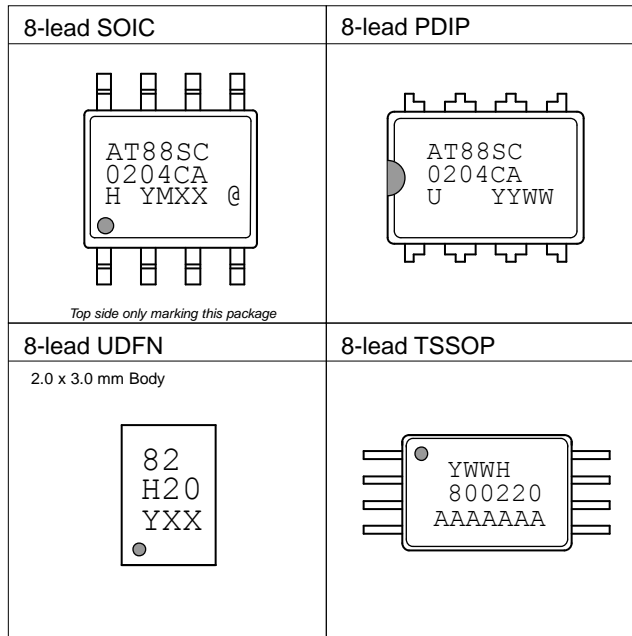 8-lead SOIC
AT88SC
0204CA
H YMXX @
Top side only marking this package
8-lead PDIP
AT88SC
0204CA
U YYWW
8-lead UDFN
2.0 x 3.0 mm Body
82
H20
YXX
8-lead TSSOP
YWWH
800220
AAAAAAA